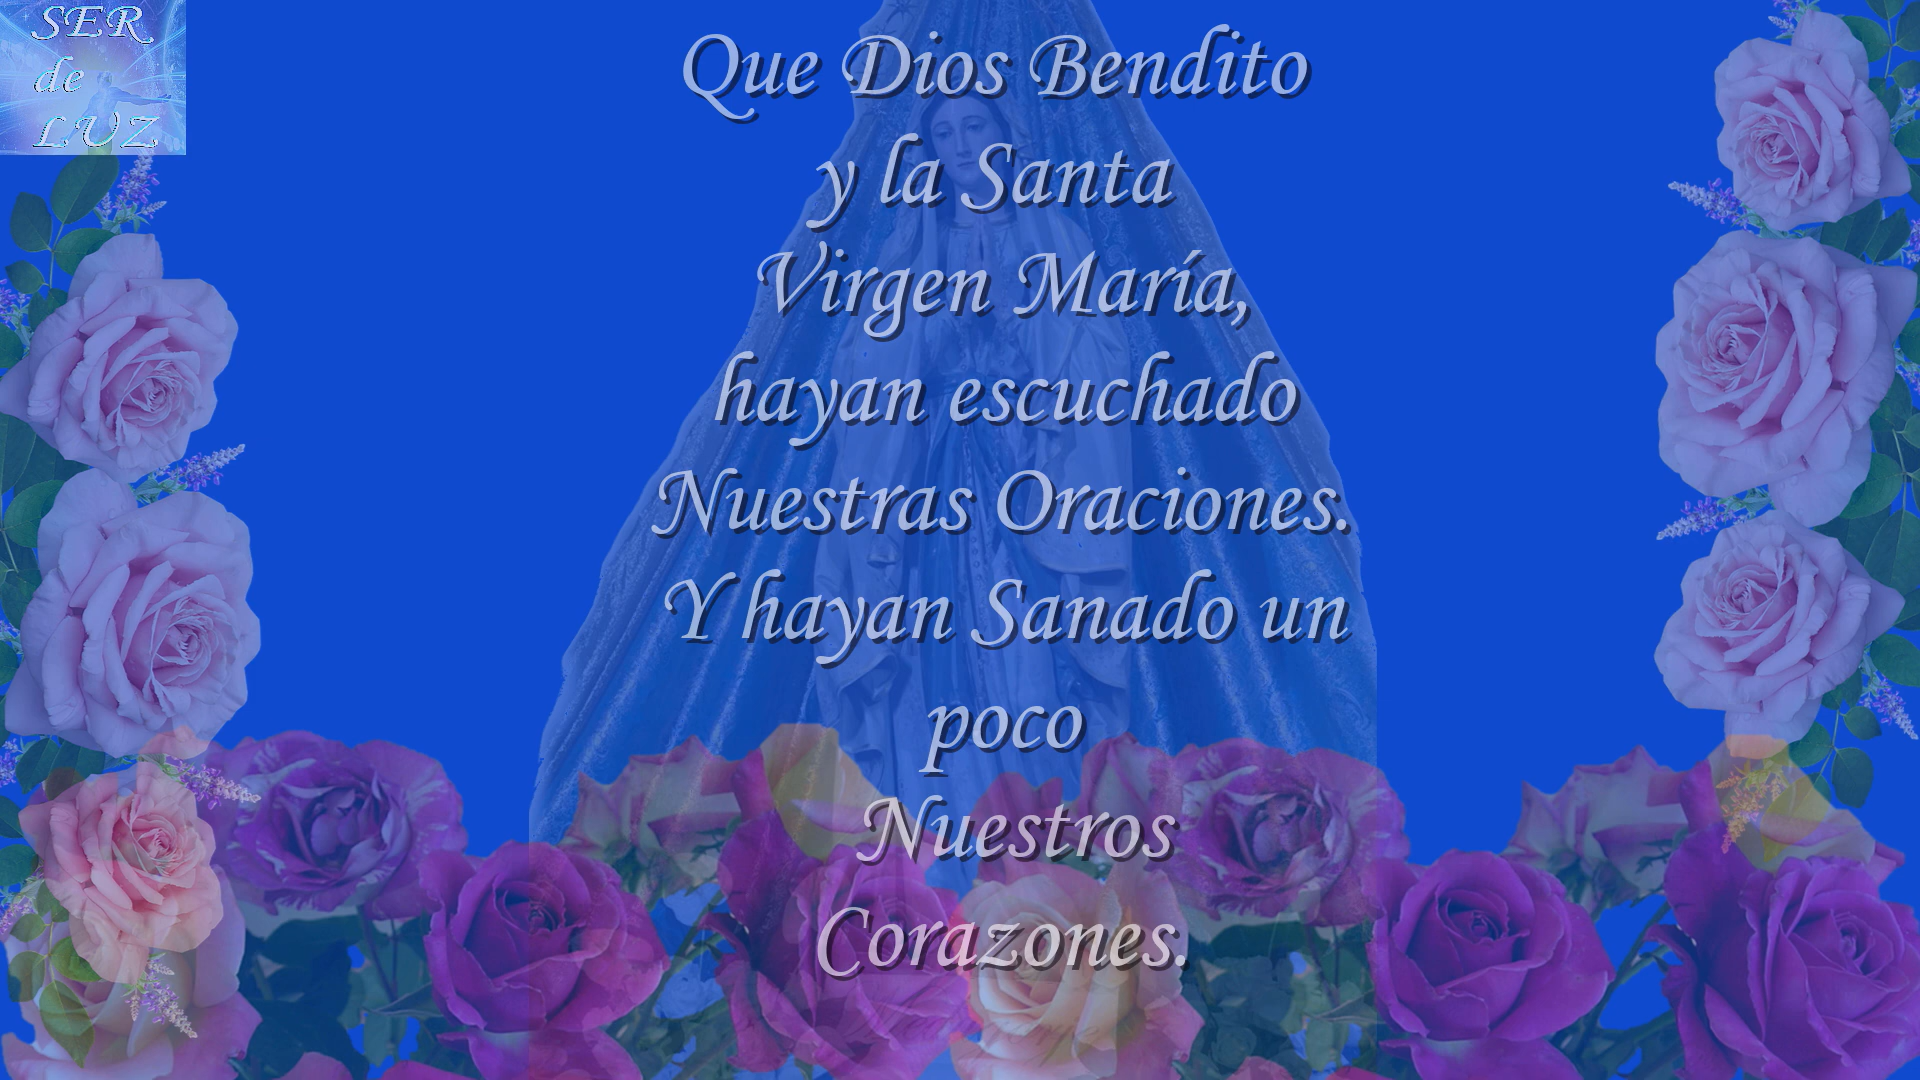 SER
de
LUZ
Que Dios Bendito
y la Santa
Virgen María,
hayan escuchado
Nuestras Oraciones.
Y hayan Sanado un
poco
Nuestros
Corazones.